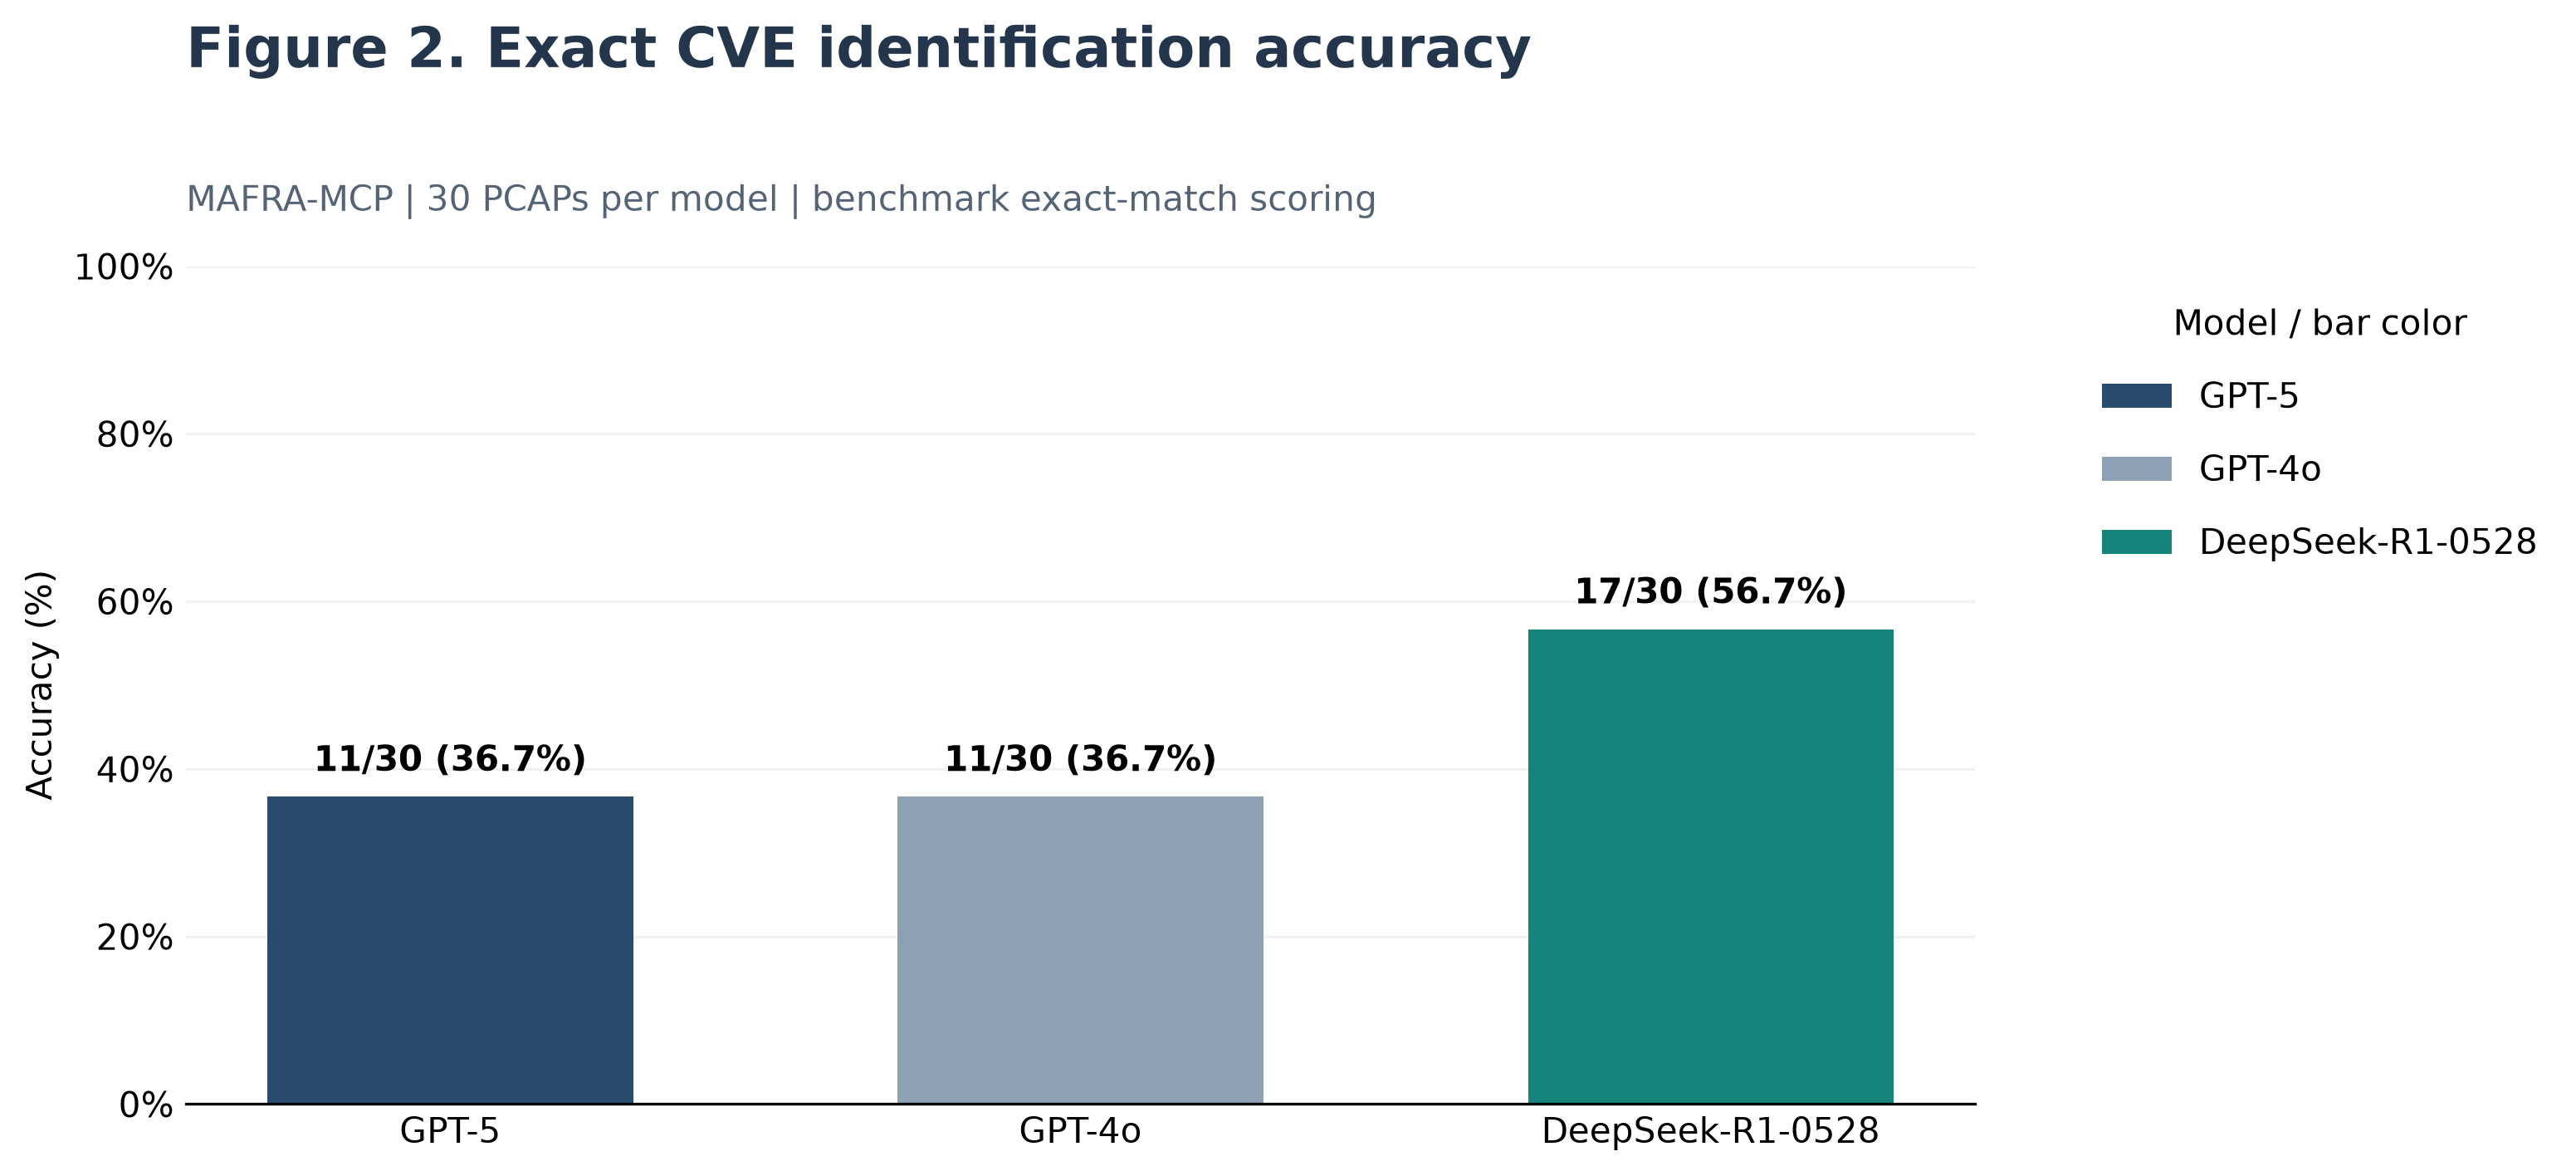 Figure 2. Exact CVE identification accuracy
MAFRA-MCP | 30 PCAPs per model | benchmark exact-match scoring
Accuracy (%)
100%
80%
60%
40%
20%
0%
11/30 (36.7%)
11/30 (36.7%)
17/30 (56.7%)
GPT-5
GPT-4o
DeepSeek-R1-0528
Model / bar color
GPT-5
GPT-4o
DeepSeek-R1-0528